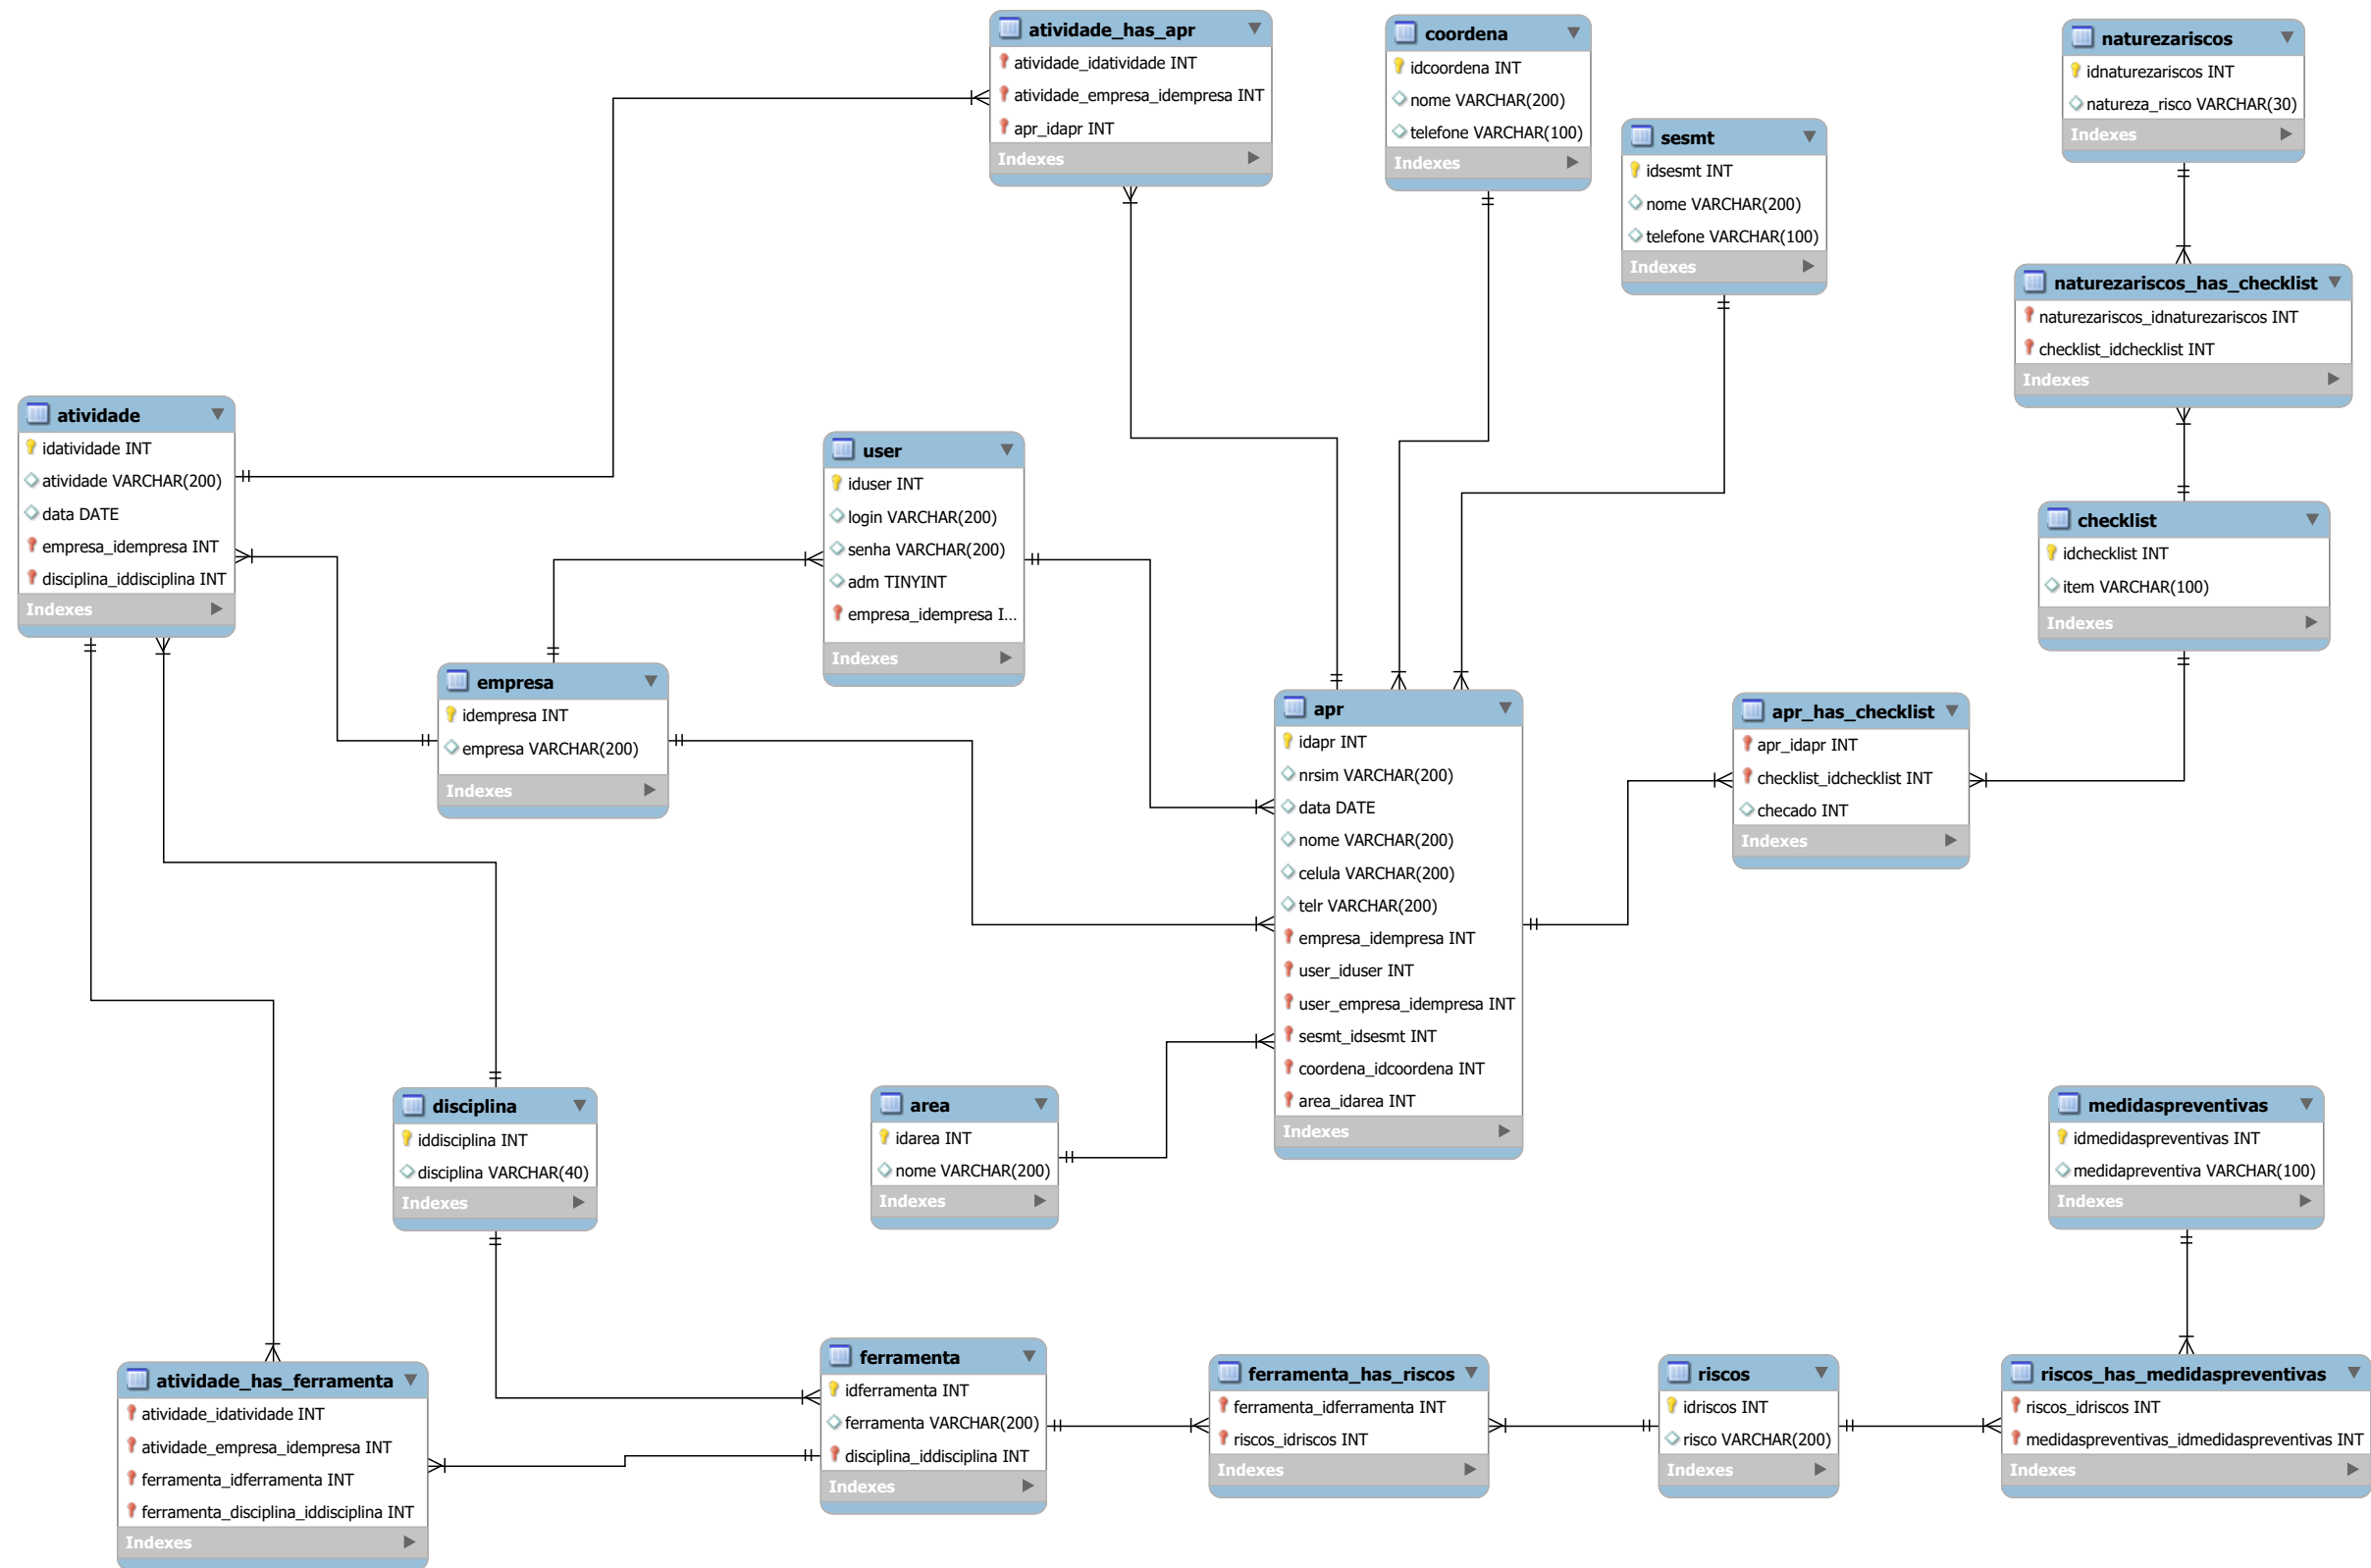 atividade_has_apr
atividade_idatividade INT
atividade_empresa_idempresa INT
apr_idapr INT
Indexes
coordena
idcoordena INT
nome VARCHAR(200)
telefone VARCHAR(100)
Indexes
naturezariscos
idnaturezariscos INT
natureza_risco VARCHAR(30)
Indexes
sesmt
idsesmt INT
nome VARCHAR(200)
telefone VARCHAR(100)
Indexes
naturezariscos_has_checklist
naturezariscos_idnaturezariscos INT
checklist_idchecklist INT
Indexes
atividade
idatividade INT
atividade VARCHAR(200)
data DATE
empresa_idempresa INT
disciplina_iddisciplina INT
Indexes
user
iduser INT
login VARCHAR(200)
senha VARCHAR(200)
adm TINYINT
empresa_idempresa I...
Indexes
checklist
idchecklist INT
item VARCHAR(100)
Indexes
empresa
idempresa INT
empresa VARCHAR(200)
Indexes
apr
idapr INT
nrsim VARCHAR(200)
data DATE
nome VARCHAR(200)
celula VARCHAR(200)
telr VARCHAR(200)
empresa_idempresa INT
user_iduser INT
user_empresa_idempresa INT
sesmt_idsesmt INT
coordena_idcoordena INT
area_idarea INT
Indexes
apr_has_checklist
apr_idapr INT
checklist_idchecklist INT
checado INT
Indexes
disciplina
iddisciplina INT
disciplina VARCHAR(40)
Indexes
area
idarea INT
nome VARCHAR(200)
Indexes
medidaspreventivas
idmedidaspreventivas INT
medidapreventiva VARCHAR(100)
Indexes
atividade_has_ferramenta
atividade_idatividade INT
atividade_empresa_idempresa INT
ferramenta_idferramenta INT
ferramenta_disciplina_iddisciplina INT
Indexes
ferramenta
idferramenta INT
ferramenta VARCHAR(200)
disciplina_iddisciplina INT
Indexes
ferramenta_has_riscos
ferramenta_idferramenta INT
riscos_idriscos INT
Indexes
riscos
idriscos INT
risco VARCHAR(200)
Indexes
riscos_has_medidaspreventivas
riscos_idriscos INT
medidaspreventivas_idmedidaspreventivas INT
Indexes